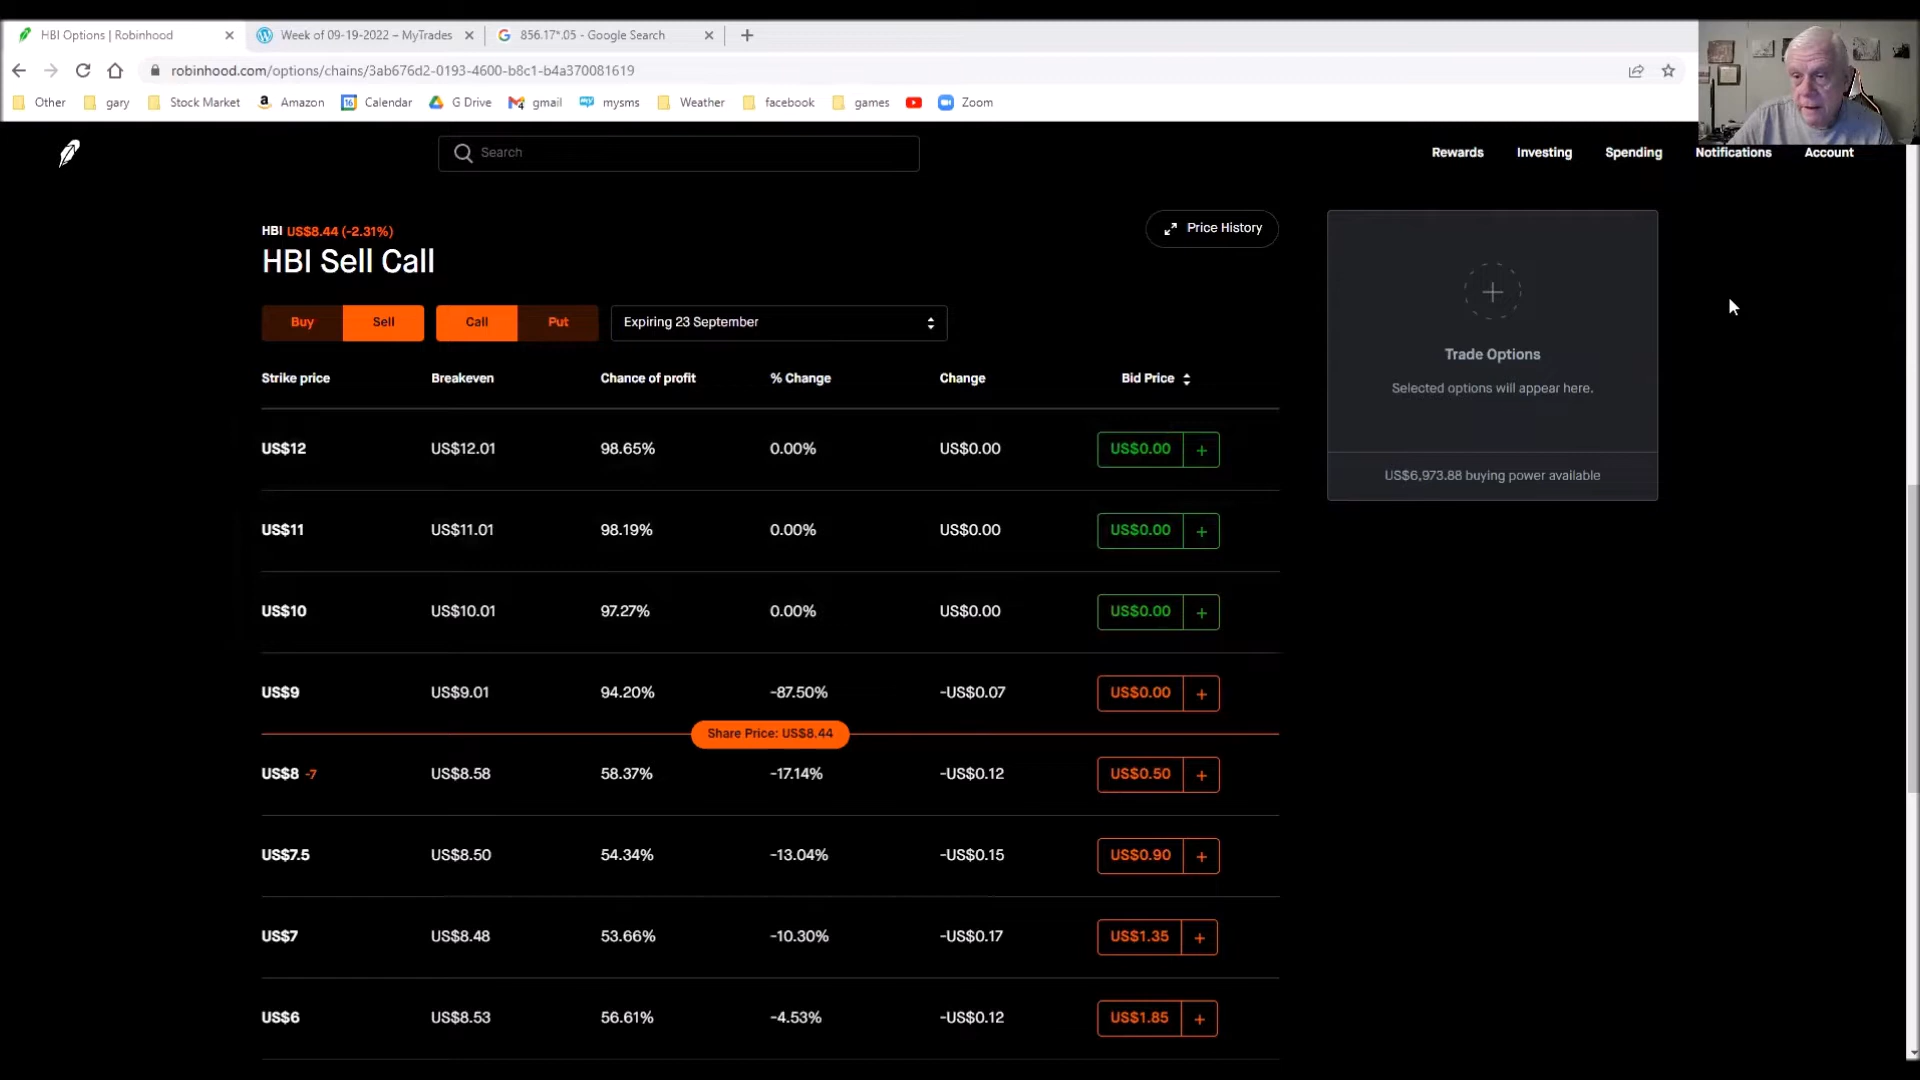 HBI Options | Robinhood
Week of 09-19-2022 – MyTrades
856.17*.05 - Google Search
robinhood.com/options/chains/3ab676d2-0193-4600-b8c1-b4a370081619
Other gary Stock Market Amazon 16 Calendar G Drive gmail mysms Weather facebook games Zoom
Search
Rewards Investing Spending Notifications Account
HBI US$8.44 (-2.31%)
HBI Sell Call
Price History
Buy Sell Call Put Expiring 23 September
Strike price Breakeven Chance of profit % Change Change Bid Price
US$12 US$12.01 98.65% 0.00% US$0.00 US$0.00 +
US$11 US$11.01 98.19% 0.00% US$0.00 US$0.00 +
US$10 US$10.01 97.27% 0.00% US$0.00 US$0.00 +
US$9 US$9.01 94.20% -87.50% -US$0.07 US$0.00 +
Share Price: US$8.44
US$8 -7 US$8.58 58.37% -17.14% -US$0.12 US$0.50 +
US$7.5 US$8.50 54.34% -13.04% -US$0.15 US$0.90 +
US$7 US$8.48 53.66% -10.30% -US$0.17 US$1.35 +
US$6 US$8.53 56.61% -4.53% -US$0.12 US$1.85 +
Trade Options
Selected options will appear here.
US$6,973.88 buying power available